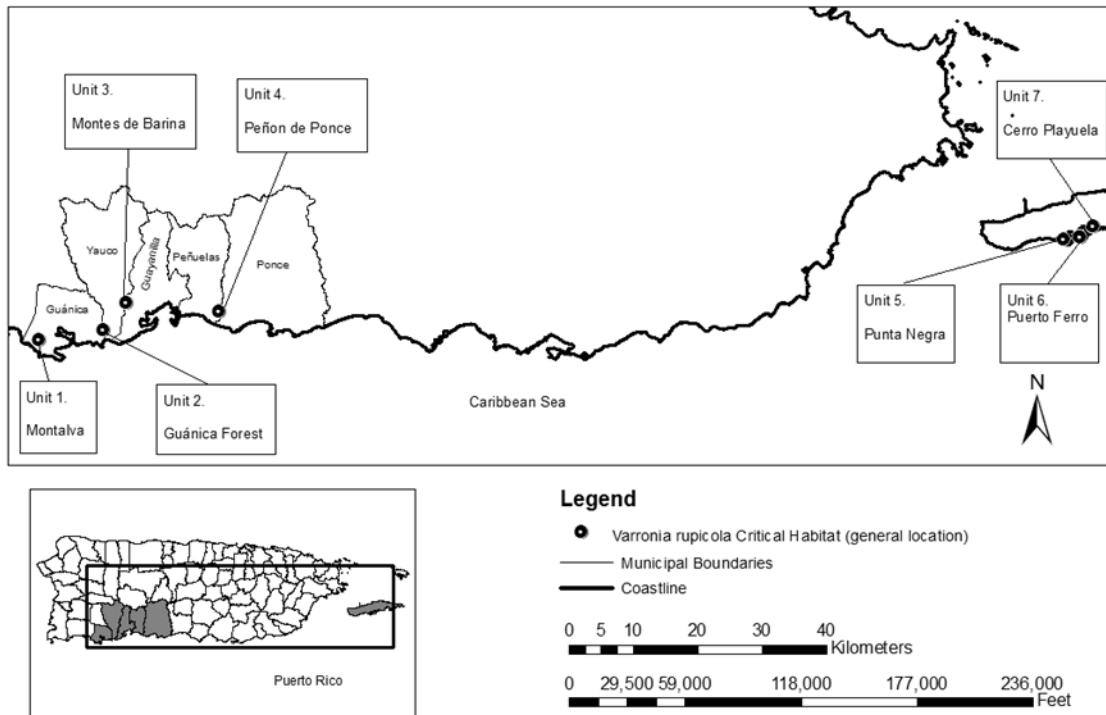 Unit 3.
Montes de Barina
Unit 4.
Peñon de Ponce
Unit 7.
Cerro Playuela
Yauco
Guayanilla
Peñuelas
Ponce
Guánica
Unit 5.
Punta Negra
Unit 6.
Puerto Ferro
Unit 1.
Montalva
Unit 2.
Guánica Forest
Caribbean Sea
N
Puerto Rico
Legend
Varronia rupicola Critical Habitat (general location)
Municipal Boundaries
Coastline
0 5 10 20 30 40
Kilometers
0 29,500 59,000 118,000 177,000 236,000
Feet